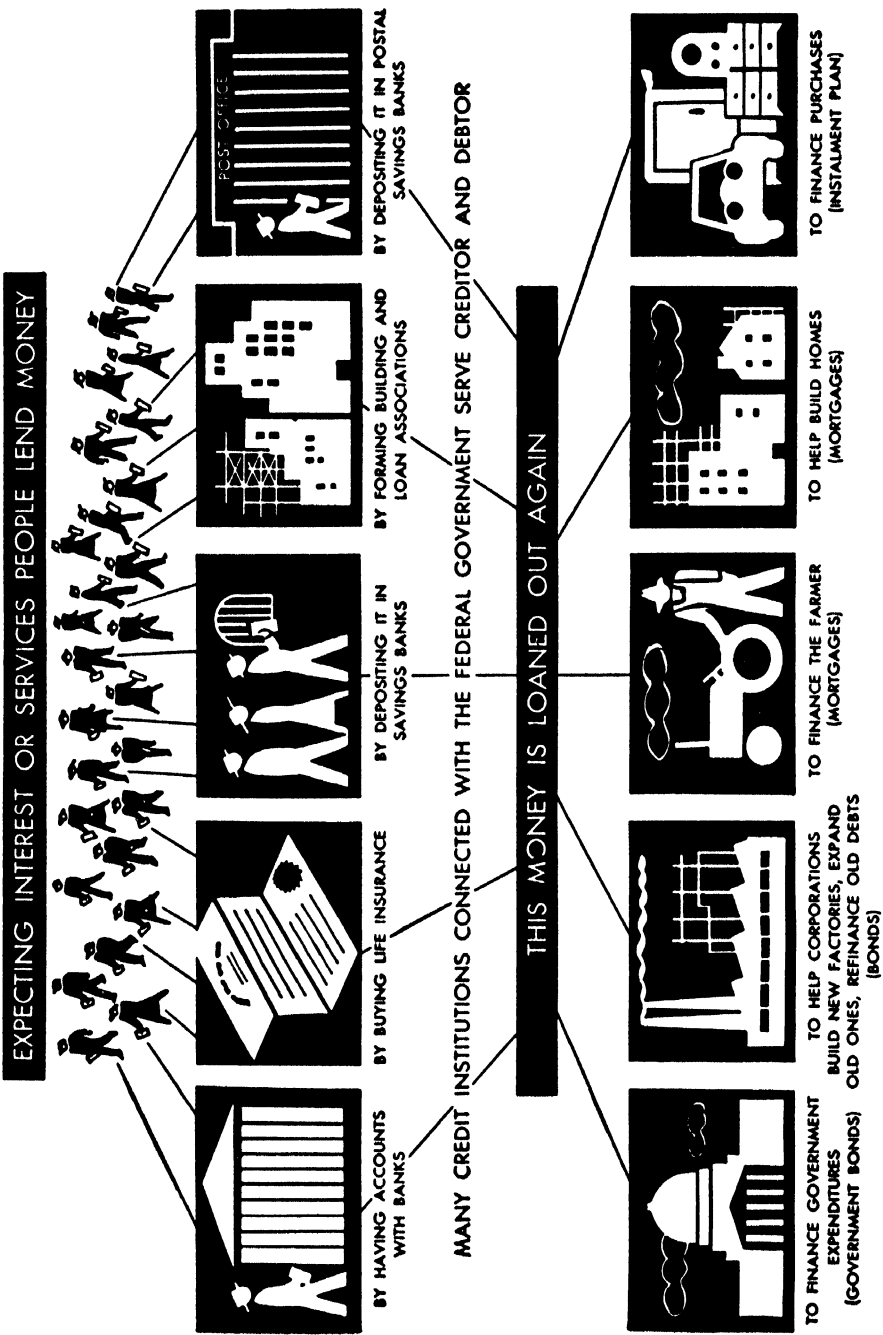 EXPECTING INTEREST OR SERVICES PEOPLE LEND MONEY
BY HAVING ACCOUNTS
WITH BANKS
BY BUYING LIFE INSURANCE
BY DEPOSITING IT IN
SAVINGS BANKS
BY FORMING BUILDING AND
LOAN ASSOCIATIONS
POST OFFICE
BY DEPOSITING IT IN POSTAL
SAVINGS BANKS
MANY CREDIT INSTITUTIONS CONNECTED WITH THE FEDERAL GOVERNMENT SERVE CREDITOR AND DEBTOR
THIS MONEY IS LOANED OUT AGAIN
TO FINANCE GOVERNMENT
EXPENDITURES
(GOVERNMENT BONDS)
TO HELP CORPORATIONS
BUILD NEW FACTORIES, EXPAND
OLD ONES, REFINANCE OLD DEBTS
(BONDS)
TO FINANCE THE FARMER
(MORTGAGES)
TO HELP BUILD HOMES
(MORTGAGES)
TO FINANCE PURCHASES
(INSTALMENT PLAN)